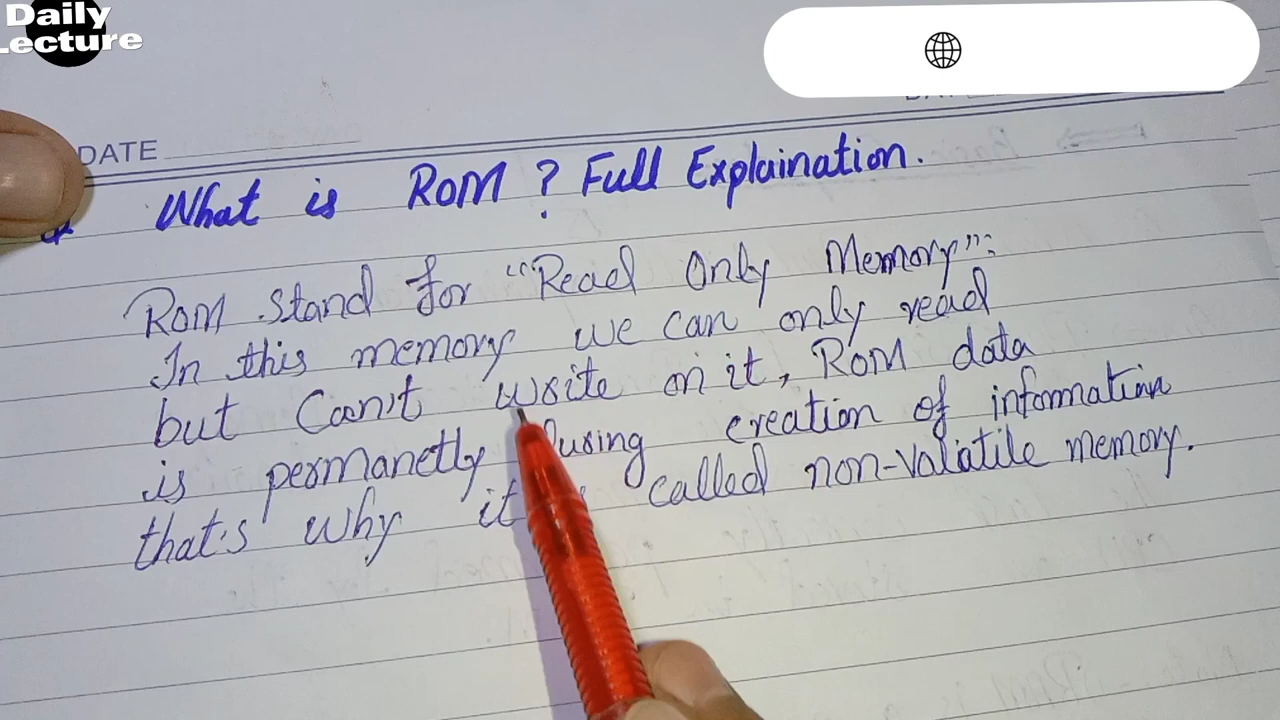 Daily
Lecture
DATE
What is ROM ? Full Explaination.
ROM stand for "Read Only Memory":
In this memory we can only read
but Can't write on it, ROM data
is permanetly using creation of information
that's why it called non-valatile memory.